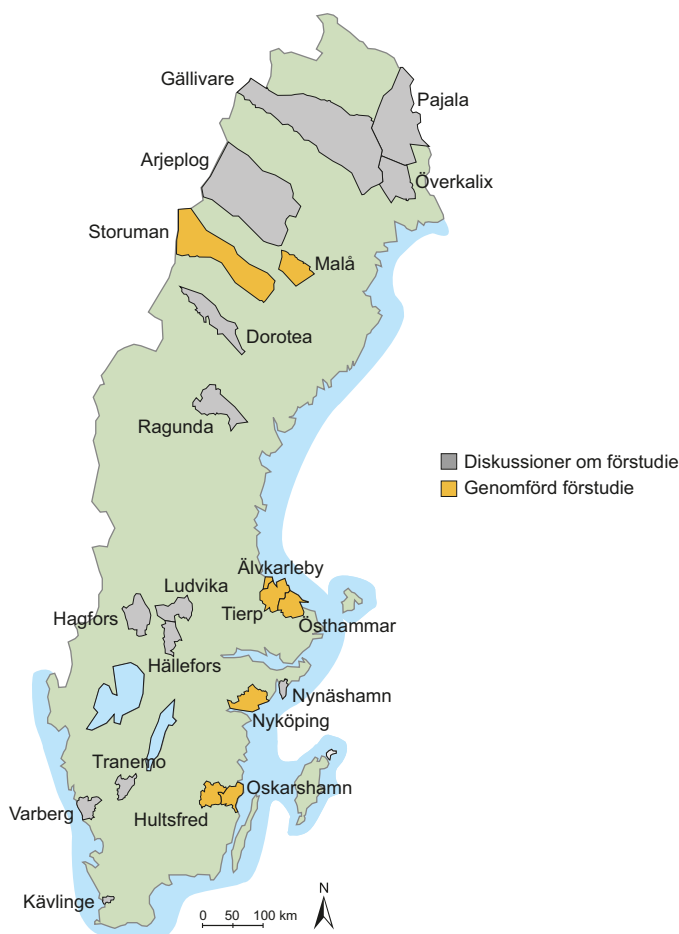 Gällivare
Pajala
Arjeplog
Överkalix
Storuman
Malå
Dorotea
Ragunda
Diskussioner om förstudie
Genomförd förstudie
Älvkarleby
Ludvika
Hagfors
Tierp
Östhammar
Hällefors
Nynäshamn
Nyköping
Tranemo
Oskarshamn
Varberg
Hultsfred
Kävlinge
N
0 50 100 km